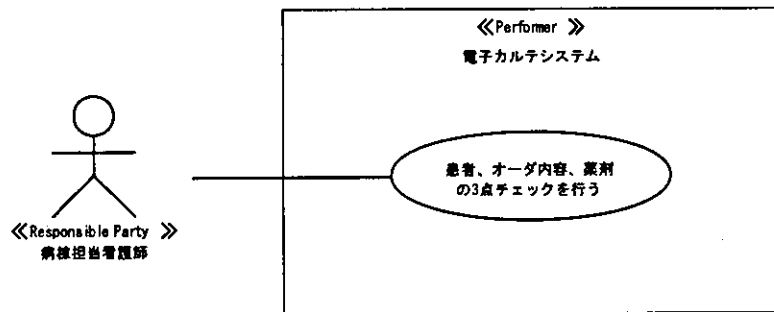 ≪Performer ≫
電子カルテシステム
患者、オーダ内容、薬剤
の3点チェックを行う
≪Responsible Party ≫
病棟担当看護師